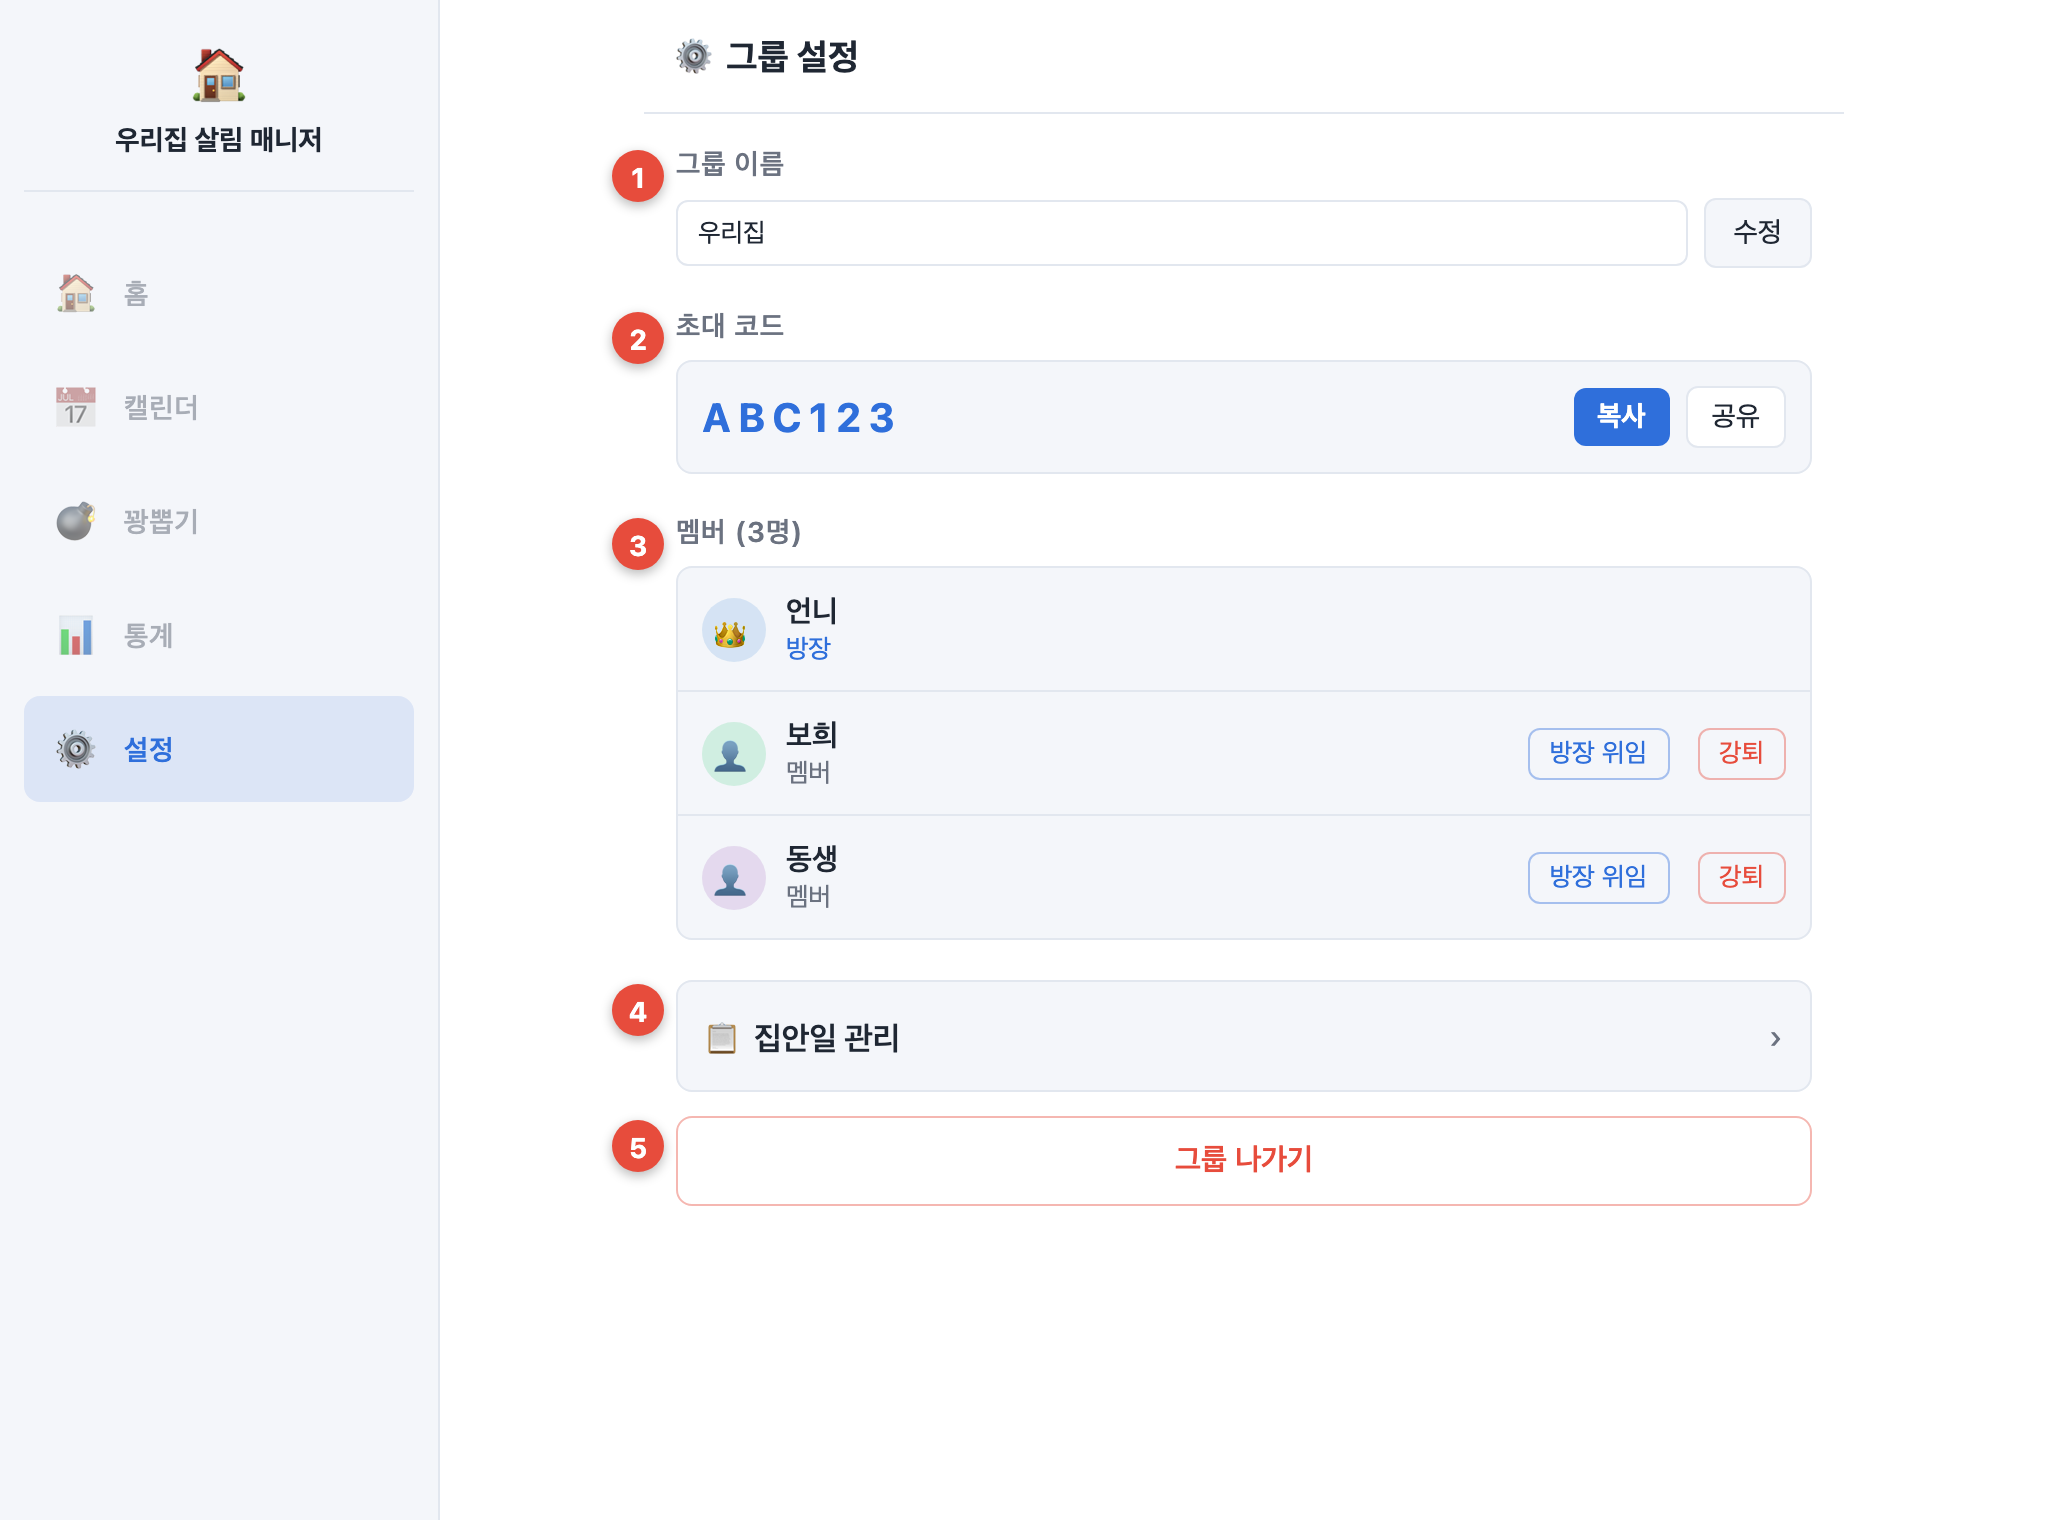 우리집 살림 매니저
홈
캘린더
꽝뽑기
통계
설정
그룹 설정
1 그룹 이름
우리집 수정
2 초대 코드
ABC123 복사 공유
3 멤버 (3명)
언니
방장
보희
멤버
방장 위임 강퇴
동생
멤버
방장 위임 강퇴
4 집안일 관리 ›
5 그룹 나가기
JUL
17